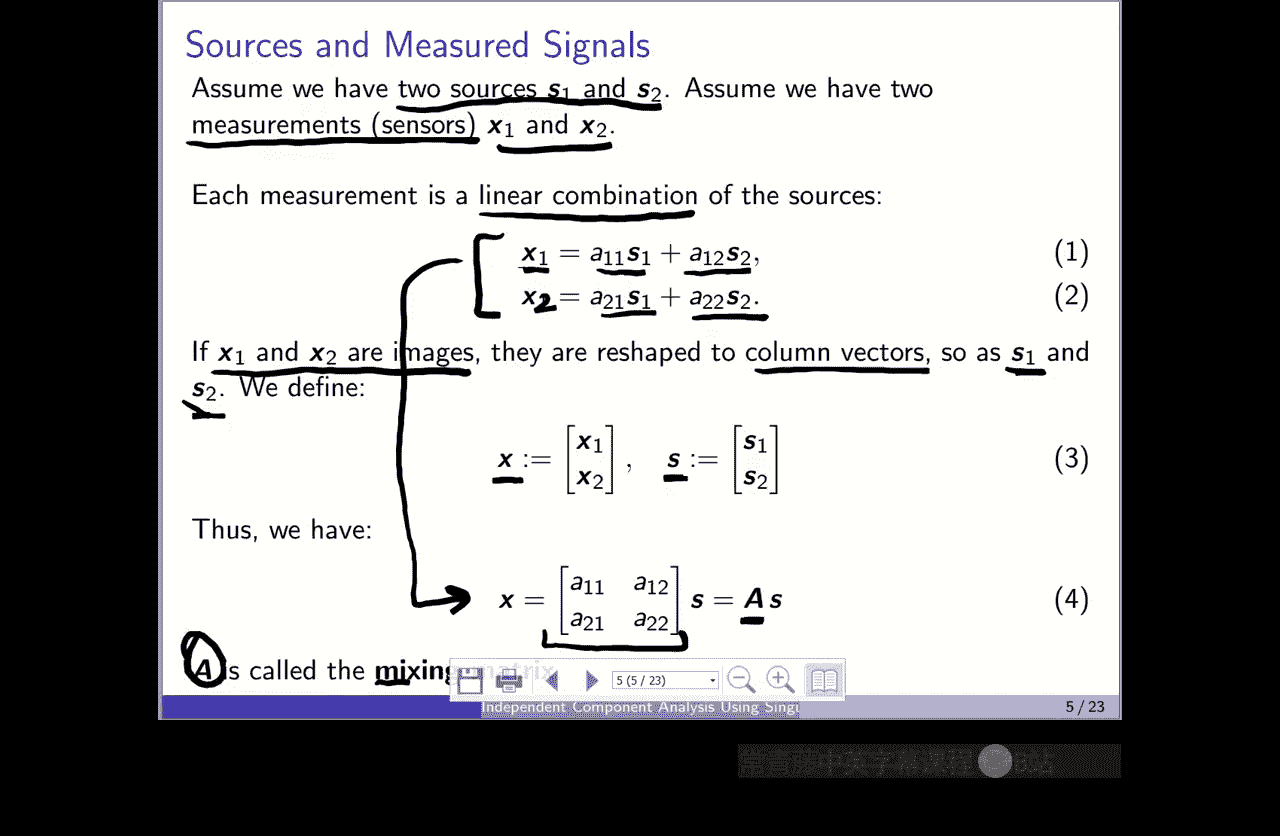 Sources and Measured Signals
Assume we have two sources s₁ and s₂. Assume we have two
measurements (sensors) x₁ and x₂.
Each measurement is a linear combination of the sources:
x₁ = a₁₁s₁ + a₁₂s₂, (1)
x₂ = a₂₁s₁ + a₂₂s₂. (2)
If x₁ and x₂ are images, they are reshaped to column vectors, so as s₁ and
s₂. We define:
x := [x₁ x₂], s := [s₁ s₂] (3)
Thus, we have:
x = [a₁₁ a₁₂ a₂₁ a₂₂] s = A s (4)
A is called the mixing matrix
5 (5 / 23)
Independent Component Analysis Using Singu
5 / 23